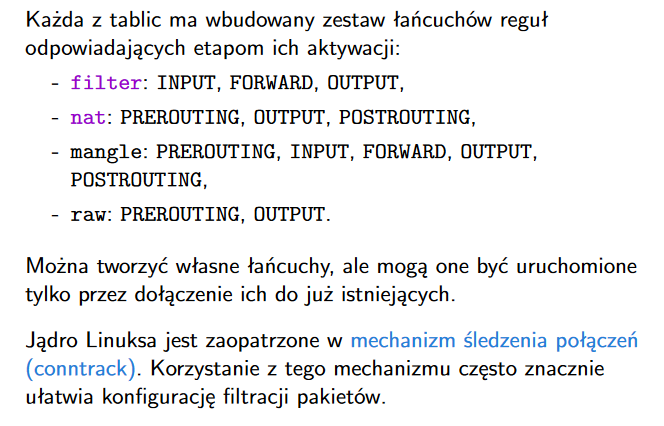 Każda z tablic ma wbudowany zestaw łańcuchów reguł
odpowiadających etapom ich aktywacji:
- filter: INPUT, FORWARD, OUTPUT,
- nat: PREROUTING, OUTPUT, POSTROUTING,
- mangle: PREROUTING, INPUT, FORWARD, OUTPUT,
POSTROUTING,
- raw: PREROUTING, OUTPUT.
Można tworzyć własne łańcuchy, ale mogą one być uruchomione
tylko przez dołączenie ich do już istniejących.
Jądro Linuksa jest zaopatrzone w mechanizm śledzenia połączeń
(conntrack). Korzystanie z tego mechanizmu często znacznie
ułatwia konfigurację filtracji pakietów.